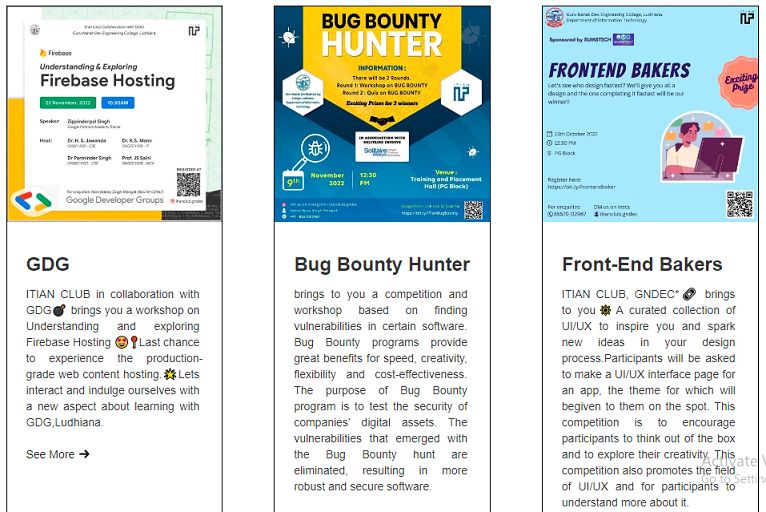 Itian Club Collaboration with GDG
Guru Nanak Dev Engineering College, Ludhiana
Firebase
Understanding & Exploring
Firebase Hosting
23 November, 2022 10:30AM
Speaker: Zippinderpal Singh
Host: Dr. H. S. Jawanda Dr. K.S. Mann
Dr Parminder Singh Prof. JS Saini
REGISTER AT
Google Developer Groups itianclub.gndec
BUG BOUNTY
HUNTER
INFORMATION :
There will be 2 Rounds.
Round 1: Workshop on BUG BOUNTY
Round 2 : Quiz on BUG BOUNTY
Exciting Prizes for 3 winners
IN ASSOCIATION WITH
SOLITAIRE INFOSYS
Solitaire
Infosys
9th November
2022
12:30
PM
Venue :
Training and Placement
Hall (PG Block)
Guru Nanak Dev Engineering College, Ludhiana.
Department of Information Technology
Sponsored by SUMSTECH
FRONTEND BAKERS
Let's see who design fastest? We'll give you all a
design and the one completing it fastest will be our
winner!!
Exciting
Prize
13th October 2022
12:30 PM
PG Block
Register here:
https://bit.ly/frontendbaker
For enquiries: DM us on insta
85670-02967 itianclub.gndec
GDG
ITIAN CLUB in collaboration with
GDG💣 brings you a workshop on
Understanding and exploring
Firebase Hosting 🤩❗Last chance
to experience the production-
grade web content hosting.💥Lets
interact and indulge ourselves with
a new aspect about learning with
GDG,Ludhiana.
See More →
Bug Bounty Hunter
brings to you a competition and
workshop based on finding
vulnerabilities in certain software.
Bug Bounty programs provide
great benefits for speed, creativity,
flexibility and cost-effectiveness.
The purpose of Bug Bounty
program is to test the security of
companies' digital assets. The
vulnerabilities that emerged with
the Bug Bounty hunt are
eliminated, resulting in more
robust and secure software.
Front-End Bakers
ITIAN CLUB, GNDEC* brings
to you A curated collection of
UI/UX to inspire you and spark
new ideas in your design
process.Participants will be asked
to make a UI/UX interface page for
an app, the theme for which will
begiven to them on the spot. This
competition is to encourage
participants to think out of the box
and to explore their creativity. This
competition also promotes the field
of UI/UX and for participants to
understand more about it.
Activate
Go to Settin